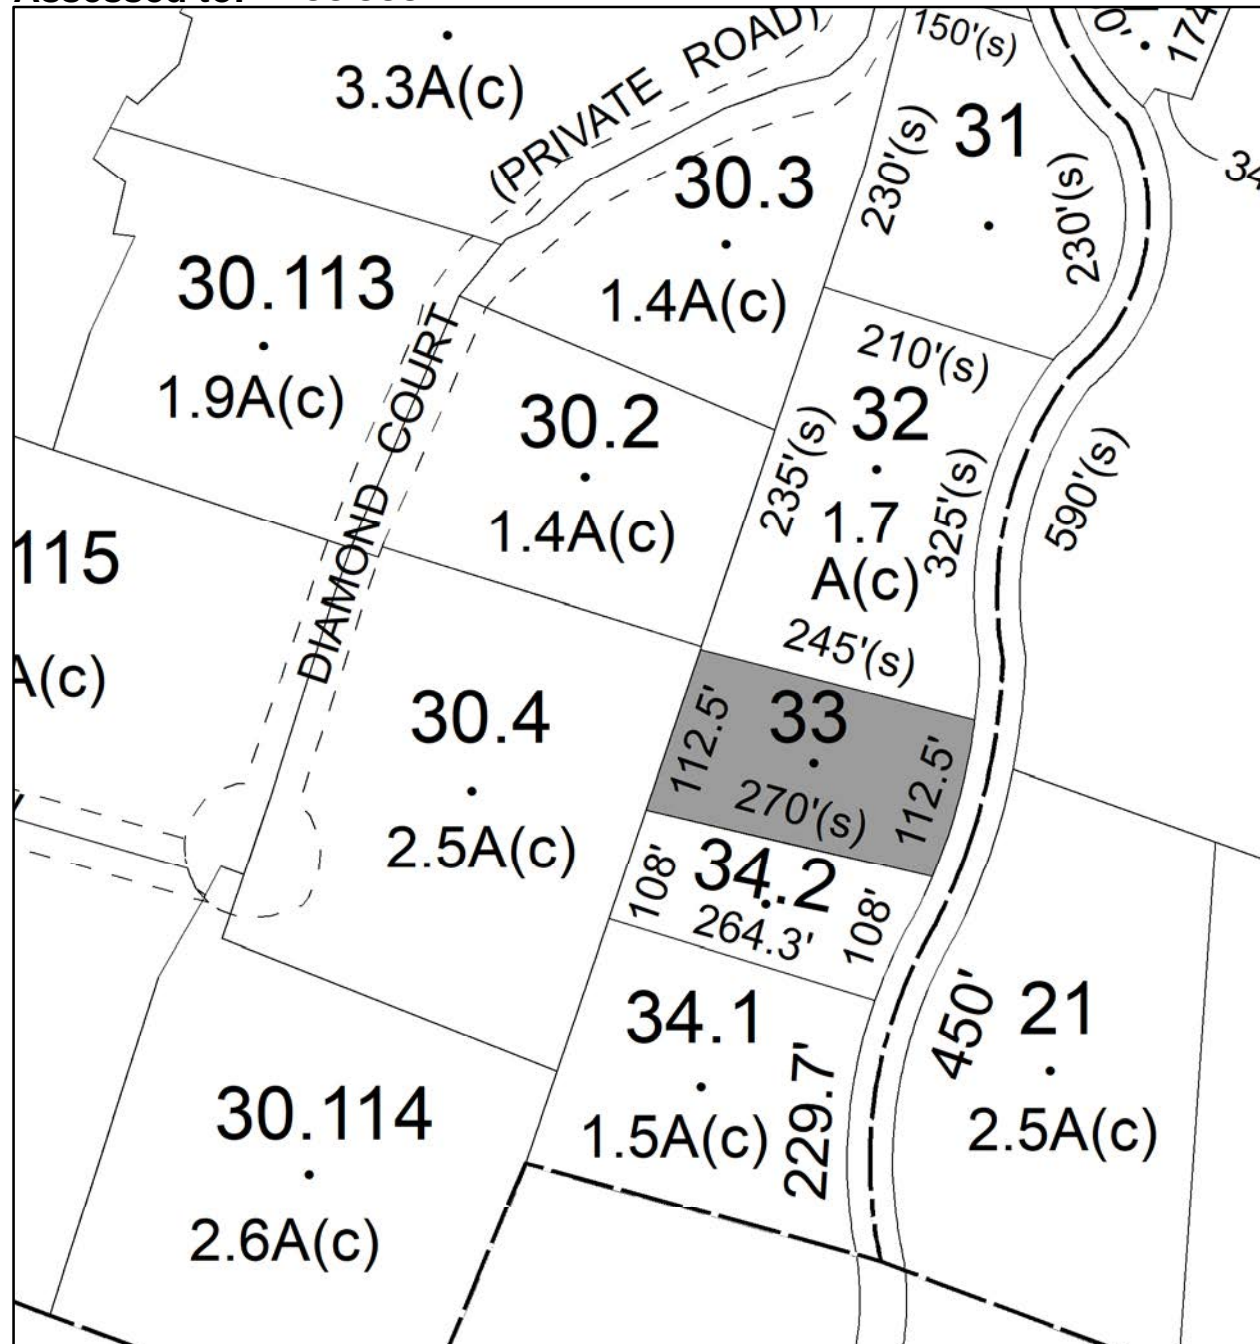 3.3A(c)
(PRIVATE ROAD)
150'(s)
0'
174
31
230'(s)
230'(s)
30.3
1.4A(c)
34
30.113
1.9A(c)
DIAMOND COURT
30.2
1.4A(c)
210'(s)
32
235'(s)
1.7
A(c)
325'(s)
590'(s)
245'(s)
115
A(c)
30.4
2.5A(c)
33
112.5'
112.5'
270'(s)
34.2
108'
108'
264.3'
34.1
1.5A(c)
229.7'
450'
21
2.5A(c)
30.114
2.6A(c)